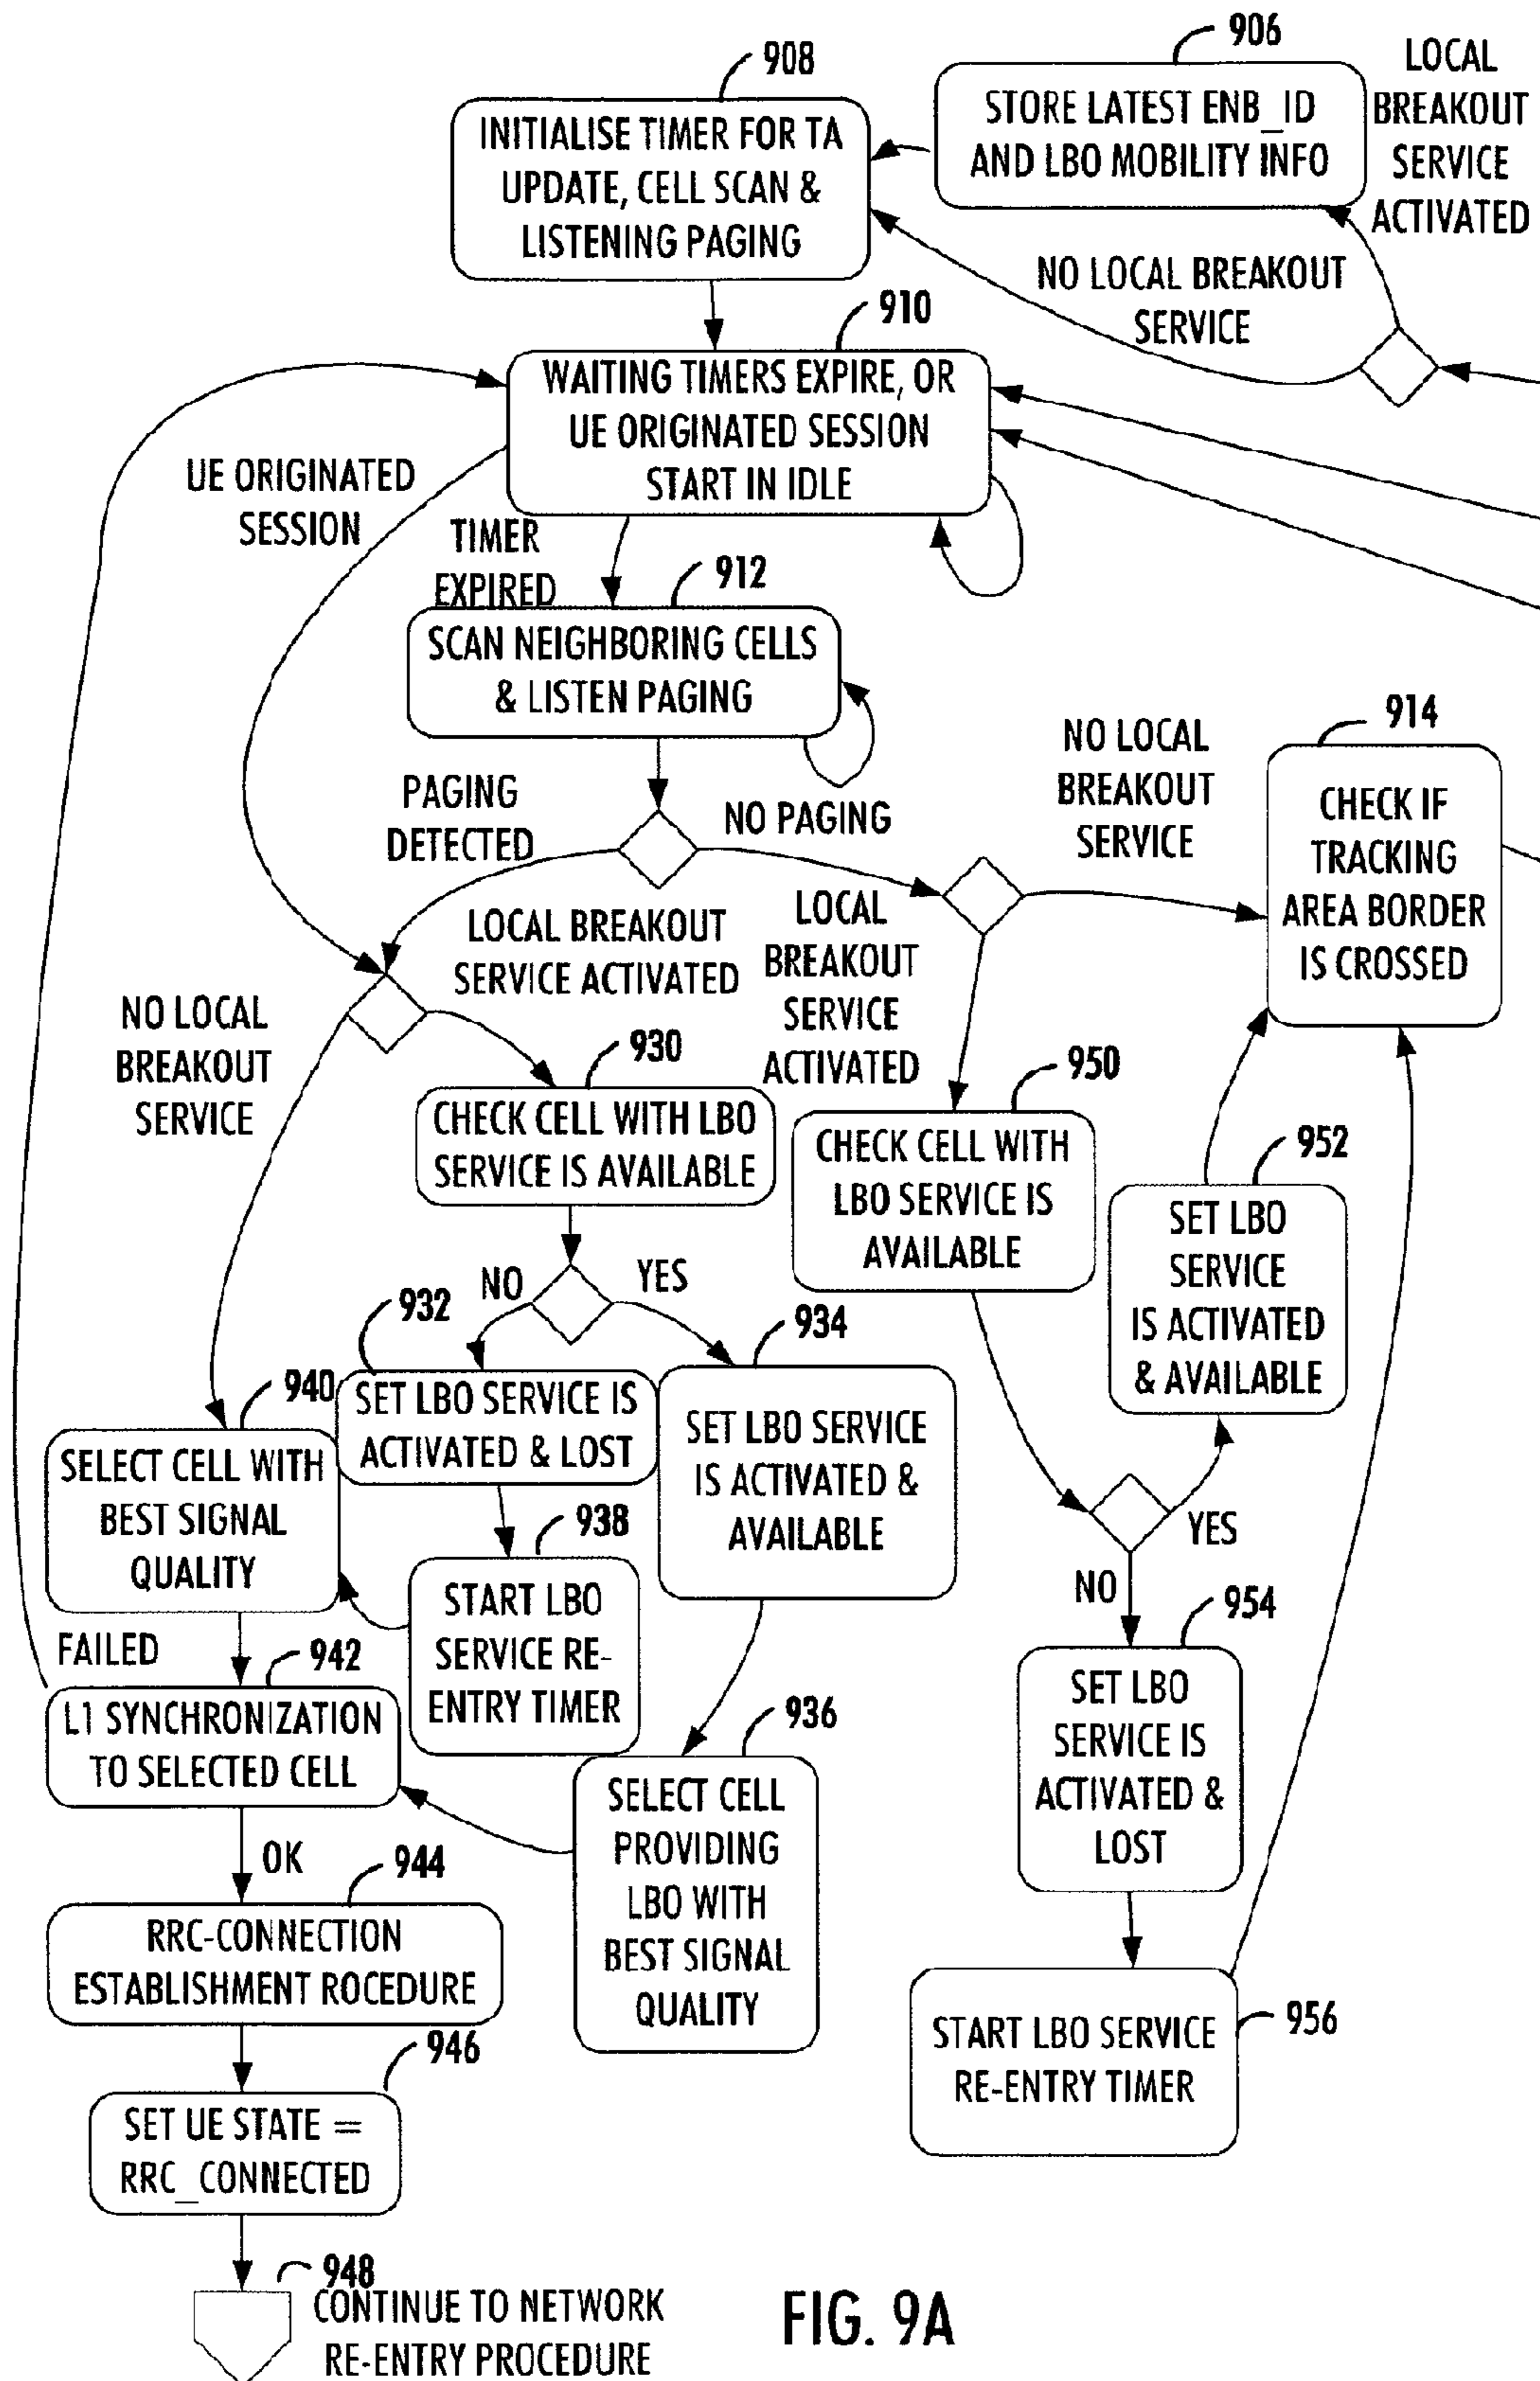 908
INITIALISE TIMER FOR TA
UPDATE, CELL SCAN &
LISTENING PAGING
906
STORE LATEST ENB_ID
AND LBO MOBILITY INFO
LOCAL
BREAKOUT
SERVICE
ACTIVATED
NO LOCAL BREAKOUT
SERVICE
910
WAITING TIMERS EXPIRE, OR
UE ORIGINATED SESSION
START IN IDLE
UE ORIGINATED
SESSION
TIMER
EXPIRED
912
SCAN NEIGHBORING CELLS
& LISTEN PAGING
PAGING
DETECTED
NO PAGING
NO LOCAL
BREAKOUT
SERVICE
914
CHECK IF
TRACKING
AREA BORDER
IS CROSSED
LOCAL BREAKOUT
SERVICE ACTIVATED
LOCAL
BREAKOUT
SERVICE
ACTIVATED
NO LOCAL
BREAKOUT
SERVICE
930
CHECK CELL WITH LBO
SERVICE IS AVAILABLE
950
CHECK CELL WITH
LBO SERVICE IS
AVAILABLE
952
SET LBO
SERVICE
IS ACTIVATED
& AVAILABLE
NO
YES
932
SET LBO SERVICE IS
ACTIVATED & LOST
934
SET LBO SERVICE
IS ACTIVATED &
AVAILABLE
940
SELECT CELL WITH
BEST SIGNAL
QUALITY
938
START LBO
SERVICE RE-
ENTRY TIMER
YES
NO
954
SET LBO
SERVICE IS
ACTIVATED &
LOST
FAILED
942
L1 SYNCHRONIZATION
TO SELECTED CELL
936
SELECT CELL
PROVIDING
LBO WITH
BEST SIGNAL
QUALITY
OK
944
RRC-CONNECTION
ESTABLISHMENT ROCEDURE
956
START LBO SERVICE
RE-ENTRY TIMER
946
SET UE STATE =
RRC_CONNECTED
948
CONTINUE TO NETWORK
RE-ENTRY PROCEDURE
FIG. 9A